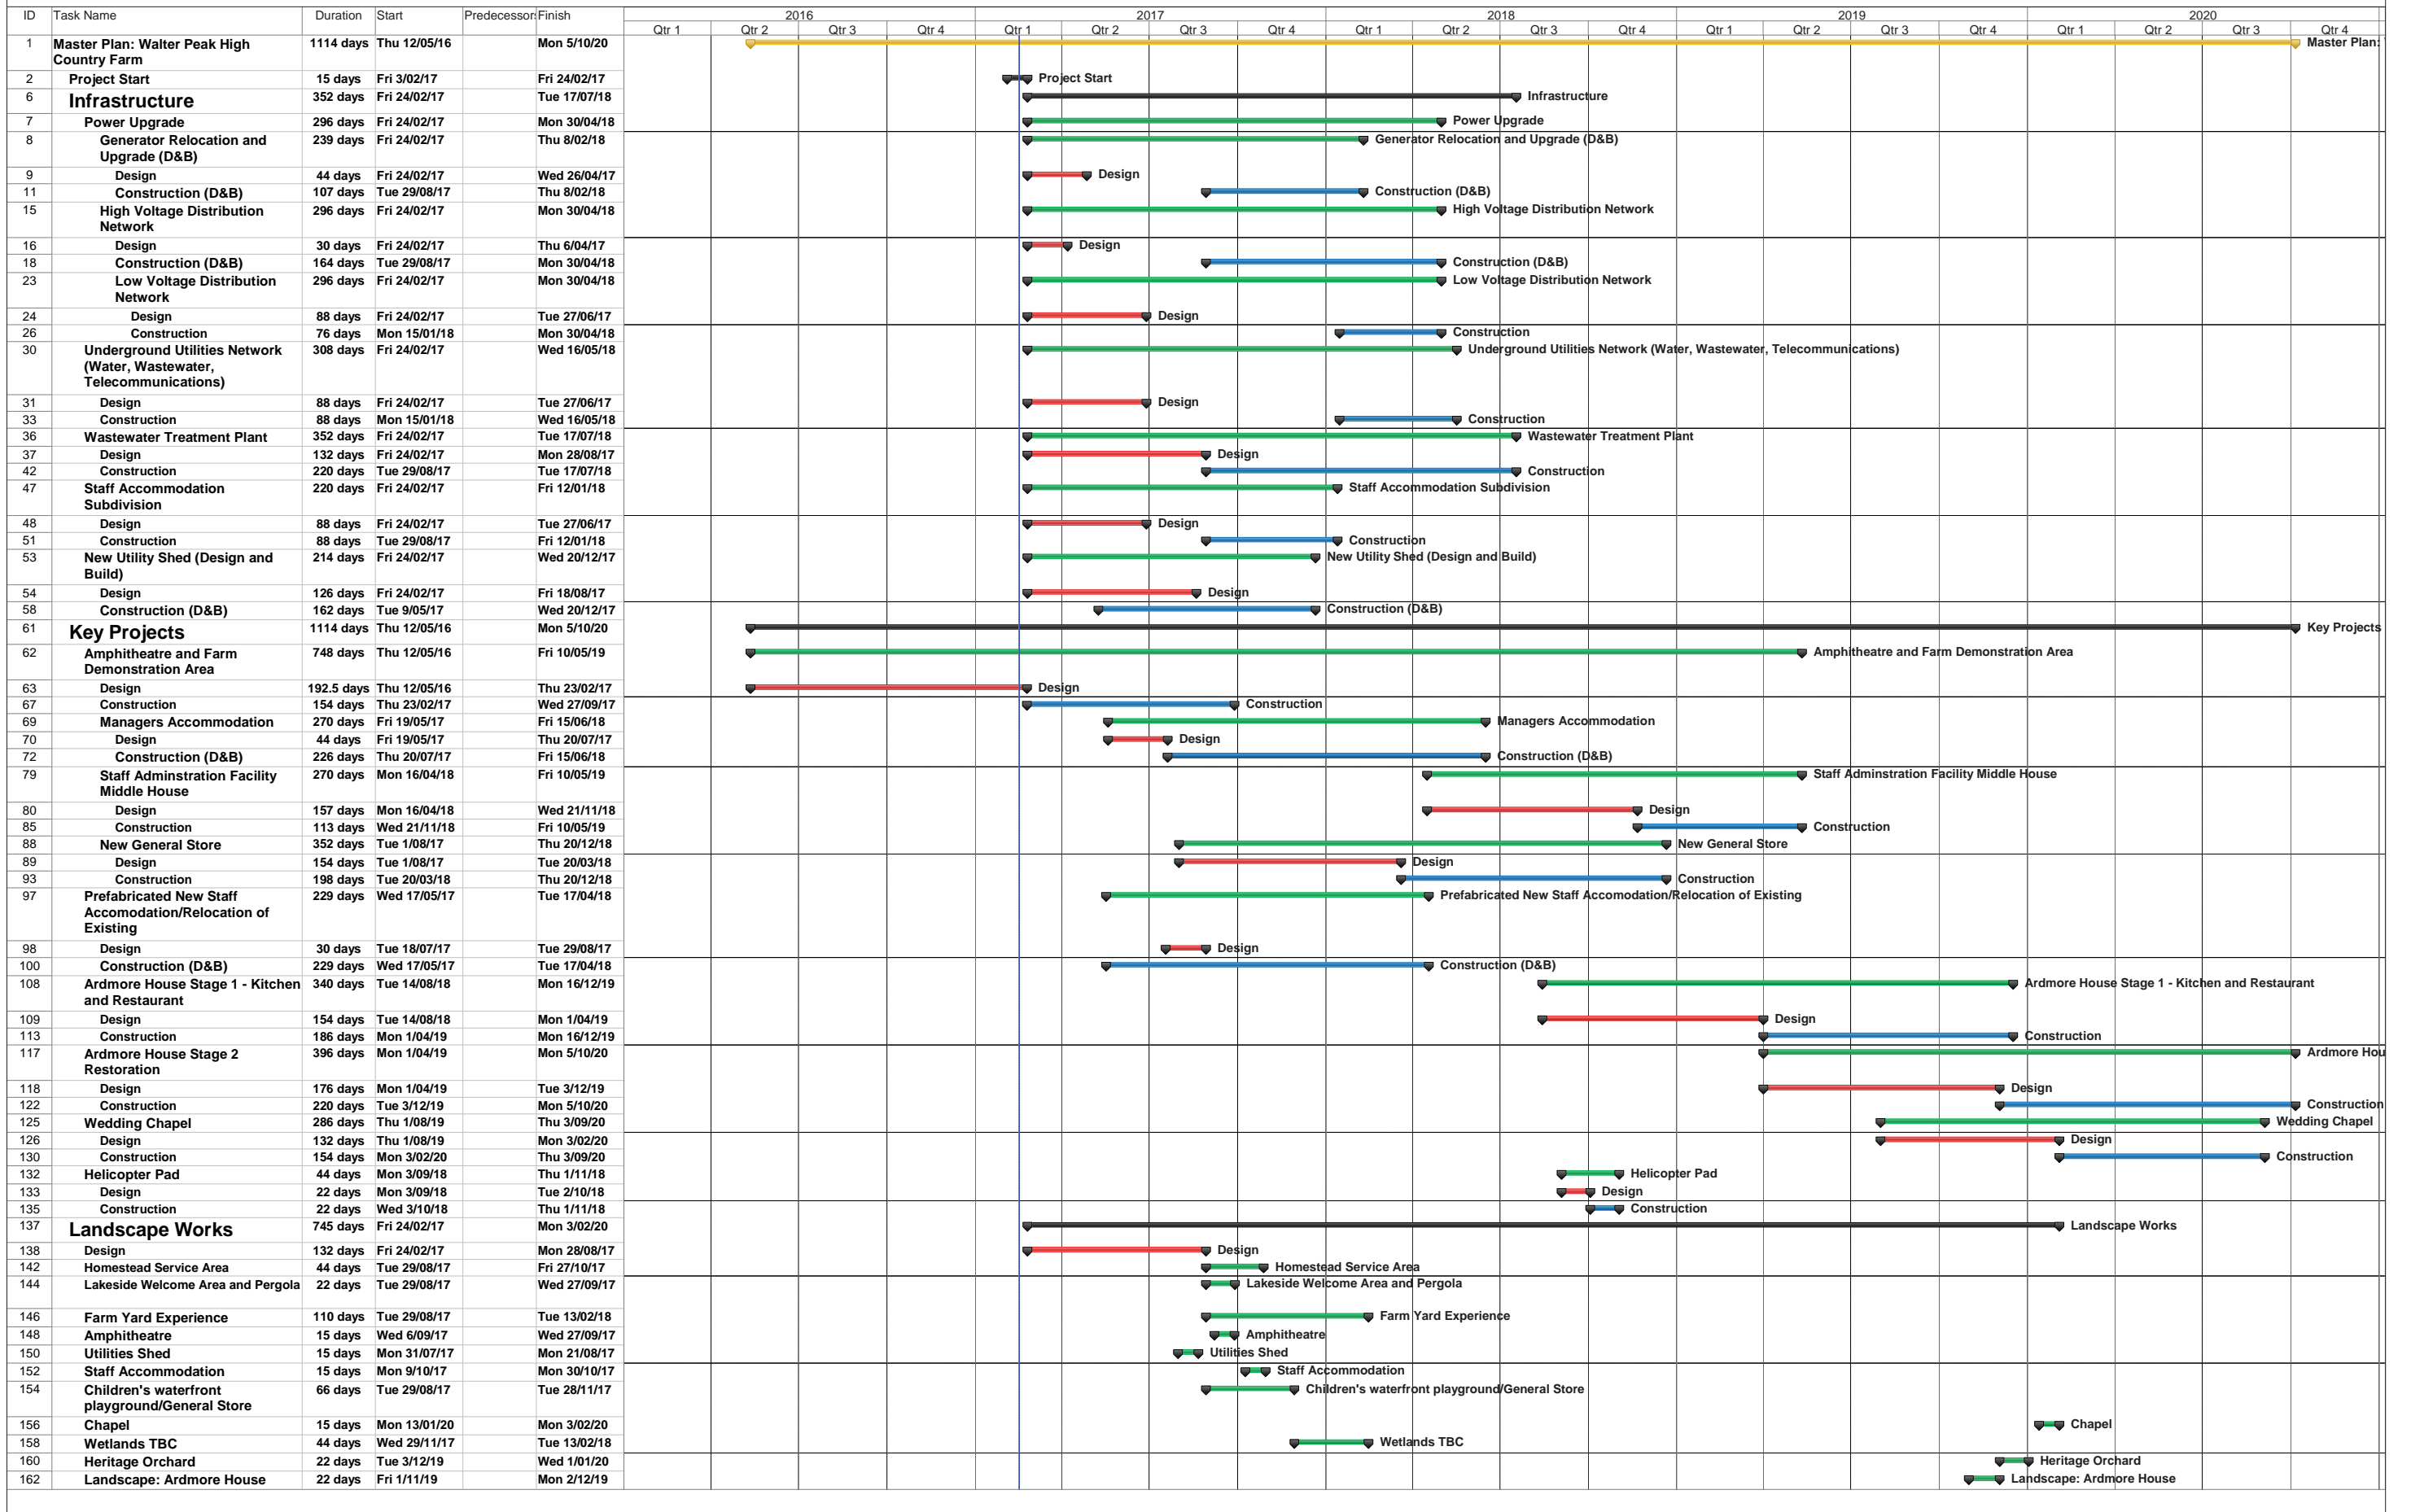 ID Task Name Duration Start Predecessors Finish 2016 2017 2018 2019 2020
Qtr 1 Qtr 2 Qtr 3 Qtr 4 Qtr 1 Qtr 2 Qtr 3 Qtr 4 Qtr 1 Qtr 2 Qtr 3 Qtr 4 Qtr 1 Qtr 2 Qtr 3 Qtr 4 Qtr 1 Qtr 2 Qtr 3 Qtr 4
1 Master Plan: Walter Peak High 1114 days Thu 12/05/16 Mon 5/10/20 Master Plan:
Country Farm
2 Project Start 15 days Fri 3/02/17 Fri 24/02/17 Project Start
6 Infrastructure 352 days Fri 24/02/17 Tue 17/07/18 Infrastructure
7 Power Upgrade 296 days Fri 24/02/17 Mon 30/04/18 Power Upgrade
8 Generator Relocation and 239 days Fri 24/02/17 Thu 8/02/18 Generator Relocation and Upgrade (D&B)
Upgrade (D&B)
9 Design 44 days Fri 24/02/17 Wed 26/04/17 Design
11 Construction (D&B) 107 days Tue 29/08/17 Thu 8/02/18 Construction (D&B)
15 High Voltage Distribution 296 days Fri 24/02/17 Mon 30/04/18 High Voltage Distribution Network
Network
16 Design 30 days Fri 24/02/17 Thu 6/04/17 Design
18 Construction (D&B) 164 days Tue 29/08/17 Mon 30/04/18 Construction (D&B)
23 Low Voltage Distribution 296 days Fri 24/02/17 Mon 30/04/18 Low Voltage Distribution Network
Network
24 Design 88 days Fri 24/02/17 Tue 27/06/17 Design
26 Construction 76 days Mon 15/01/18 Mon 30/04/18 Construction
30 Underground Utilities Network 308 days Fri 24/02/17 Wed 16/05/18 Underground Utilities Network (Water, Wastewater, Telecommunications)
(Water, Wastewater,
Telecommunications)
31 Design 88 days Fri 24/02/17 Tue 27/06/17 Design
33 Construction 88 days Mon 15/01/18 Wed 16/05/18 Construction
36 Wastewater Treatment Plant 352 days Fri 24/02/17 Tue 17/07/18 Wastewater Treatment Plant
37 Design 132 days Fri 24/02/17 Mon 28/08/17 Design
42 Construction 220 days Tue 29/08/17 Tue 17/07/18 Construction
47 Staff Accommodation 220 days Fri 24/02/17 Fri 12/01/18 Staff Accommodation Subdivision
Subdivision
48 Design 88 days Fri 24/02/17 Tue 27/06/17 Design
51 Construction 88 days Tue 29/08/17 Fri 12/01/18 Construction
53 New Utility Shed (Design and 214 days Fri 24/02/17 Wed 20/12/17 New Utility Shed (Design and Build)
Build)
54 Design 126 days Fri 24/02/17 Fri 18/08/17 Design
58 Construction (D&B) 162 days Tue 9/05/17 Wed 20/12/17 Construction (D&B)
61 Key Projects 1114 days Thu 12/05/16 Mon 5/10/20 Key Projects
62 Amphitheatre and Farm 748 days Thu 12/05/16 Fri 10/05/19 Amphitheatre and Farm Demonstration Area
Demonstration Area
63 Design 192.5 days Thu 12/05/16 Thu 23/02/17 Design
67 Construction 154 days Thu 23/02/17 Wed 27/09/17 Construction
69 Managers Accommodation 270 days Fri 19/05/17 Fri 15/06/18 Managers Accommodation
70 Design 44 days Fri 19/05/17 Thu 20/07/17 Design
72 Construction (D&B) 226 days Thu 20/07/17 Fri 15/06/18 Construction (D&B)
79 Staff Adminstration Facility 270 days Mon 16/04/18 Fri 10/05/19 Staff Adminstration Facility Middle House
Middle House
80 Design 157 days Mon 16/04/18 Wed 21/11/18 Design
85 Construction 113 days Wed 21/11/18 Fri 10/05/19 Construction
88 New General Store 352 days Tue 1/08/17 Thu 20/12/18 New General Store
89 Design 154 days Tue 1/08/17 Tue 20/03/18 Design
93 Construction 198 days Tue 20/03/18 Thu 20/12/18 Construction
97 Prefabricated New Staff 229 days Wed 17/05/17 Tue 17/04/18 Prefabricated New Staff Accomodation/Relocation of Existing
Accomodation/Relocation of
Existing
98 Design 30 days Tue 18/07/17 Tue 29/08/17 Design
100 Construction (D&B) 229 days Wed 17/05/17 Tue 17/04/18 Construction (D&B)
108 Ardmore House Stage 1 - Kitchen 340 days Tue 14/08/18 Mon 16/12/19 Ardmore House Stage 1 - Kitchen and Restaurant
and Restaurant
109 Design 154 days Tue 14/08/18 Mon 1/04/19 Design
113 Construction 186 days Mon 1/04/19 Mon 16/12/19 Construction
117 Ardmore House Stage 2 396 days Mon 1/04/19 Mon 5/10/20 Ardmore Hou
Restoration
118 Design 176 days Mon 1/04/19 Tue 3/12/19 Design
122 Construction 220 days Tue 3/12/19 Mon 5/10/20 Construction
125 Wedding Chapel 286 days Thu 1/08/19 Thu 3/09/20 Wedding Chapel
126 Design 132 days Thu 1/08/19 Mon 3/02/20 Design
130 Construction 154 days Mon 3/02/20 Thu 3/09/20 Construction
132 Helicopter Pad 44 days Mon 3/09/18 Thu 1/11/18 Helicopter Pad
133 Design 22 days Mon 3/09/18 Tue 2/10/18 Design
135 Construction 22 days Wed 3/10/18 Thu 1/11/18 Construction
137 Landscape Works 745 days Fri 24/02/17 Mon 3/02/20 Landscape Works
138 Design 132 days Fri 24/02/17 Mon 28/08/17 Design
142 Homestead Service Area 44 days Tue 29/08/17 Fri 27/10/17 Homestead Service Area
144 Lakeside Welcome Area and Pergola 22 days Tue 29/08/17 Wed 27/09/17 Lakeside Welcome Area and Pergola
146 Farm Yard Experience 110 days Tue 29/08/17 Tue 13/02/18 Farm Yard Experience
148 Amphitheatre 15 days Wed 6/09/17 Wed 27/09/17 Amphitheatre
150 Utilities Shed 15 days Mon 31/07/17 Mon 21/08/17 Utilities Shed
152 Staff Accommodation 15 days Mon 9/10/17 Mon 30/10/17 Staff Accommodation
154 Children's waterfront 66 days Tue 29/08/17 Tue 28/11/17 Children's waterfront playground/General Store
playground/General Store
156 Chapel 15 days Mon 13/01/20 Mon 3/02/20 Chapel
158 Wetlands TBC 44 days Wed 29/11/17 Tue 13/02/18 Wetlands TBC
160 Heritage Orchard 22 days Tue 3/12/19 Wed 1/01/20 Heritage Orchard
162 Landscape: Ardmore House 22 days Fri 1/11/19 Mon 2/12/19 Landscape: Ardmore House